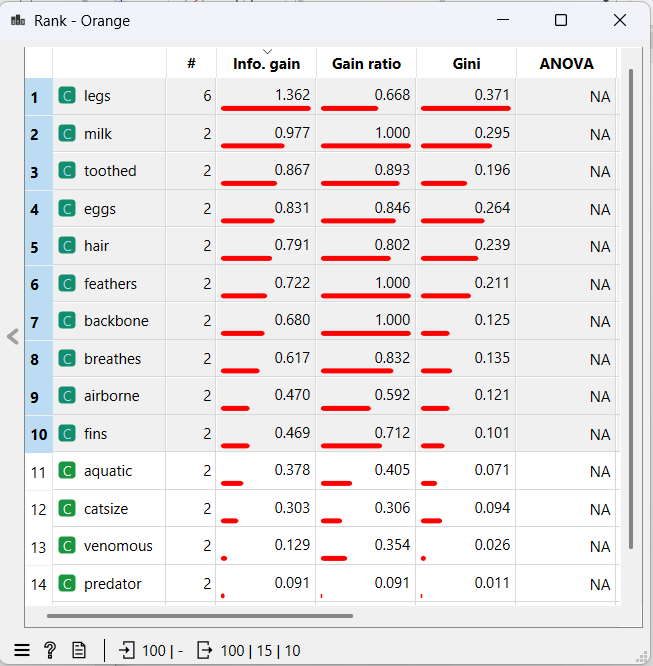 Rank - Orange
# Info. gain Gain ratio Gini ANOVA
1 C legs 6 1.362 0.668 0.371 NA
2 C milk 2 0.977 1.000 0.295 NA
3 C toothed 2 0.867 0.893 0.196 NA
4 C eggs 2 0.831 0.846 0.264 NA
5 C hair 2 0.791 0.802 0.239 NA
6 C feathers 2 0.722 1.000 0.211 NA
7 C backbone 2 0.680 1.000 0.125 NA
8 C breathes 2 0.617 0.832 0.135 NA
9 C airborne 2 0.470 0.592 0.121 NA
10 C fins 2 0.469 0.712 0.101 NA
11 C aquatic 2 0.378 0.405 0.071 NA
12 C catsize 2 0.303 0.306 0.094 NA
13 C venomous 2 0.129 0.354 0.026 NA
14 C predator 2 0.091 0.091 0.011 NA
? 100 | - 100 | 15 | 10